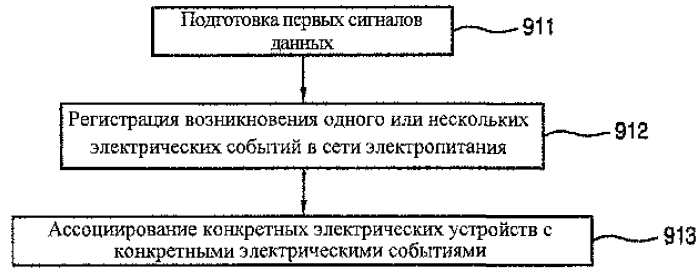 Подготовка первых сигналов
данных
911
Регистрация возникновения одного или нескольких
электрических событий в сети электропитания
912
Ассоциирование конкретных электрических устройств с
конкретными электрическими событиями
913